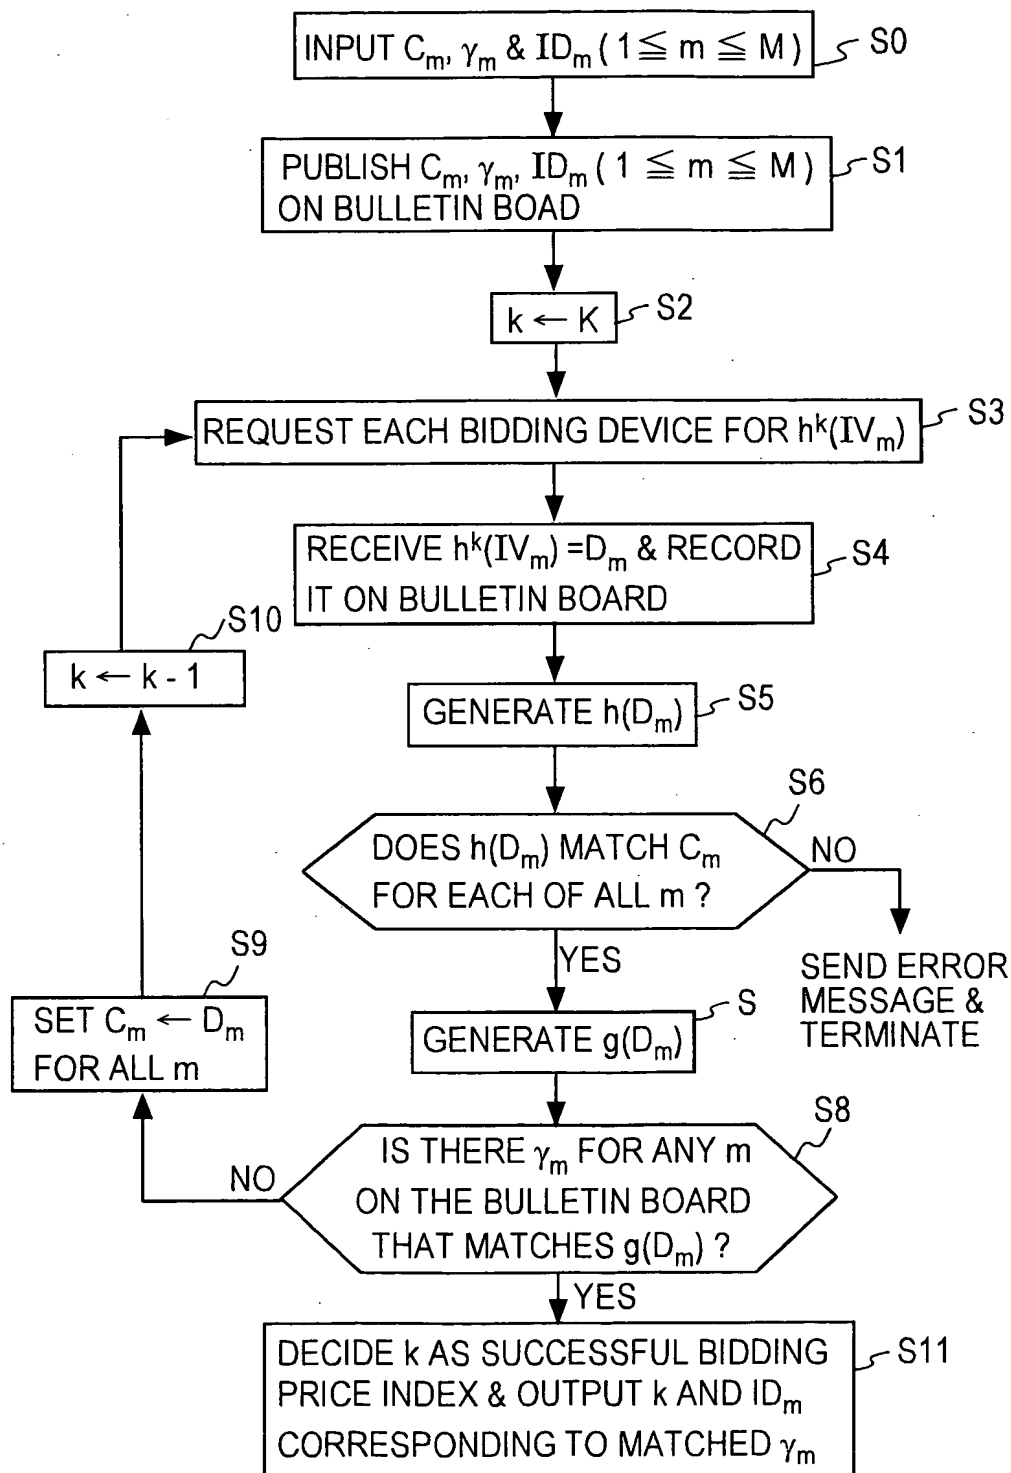 INPUT Cm, γm & IDm ( 1 ≦ m ≦ M )
S0
PUBLISH Cm, γm, IDm ( 1 ≦ m ≦ M )
ON BULLETIN BOAD
S1
k ← K
S2
REQUEST EACH BIDDING DEVICE FOR h^k(IVm)
S3
RECEIVE h^k(IVm) =Dm & RECORD
IT ON BULLETIN BOARD
S4
S10
k ← k - 1
GENERATE h(Dm)
S5
S6
DOES h(Dm) MATCH Cm
FOR EACH OF ALL m ?
NO
YES
SEND ERROR
MESSAGE &
TERMINATE
S9
SET Cm ← Dm
FOR ALL m
GENERATE g(Dm)
S
S8
IS THERE γm FOR ANY m
ON THE BULLETIN BOARD
THAT MATCHES g(Dm) ?
NO
YES
DECIDE k AS SUCCESSFUL BIDDING
PRICE INDEX & OUTPUT k AND IDm
CORRESPONDING TO MATCHED γm
S11